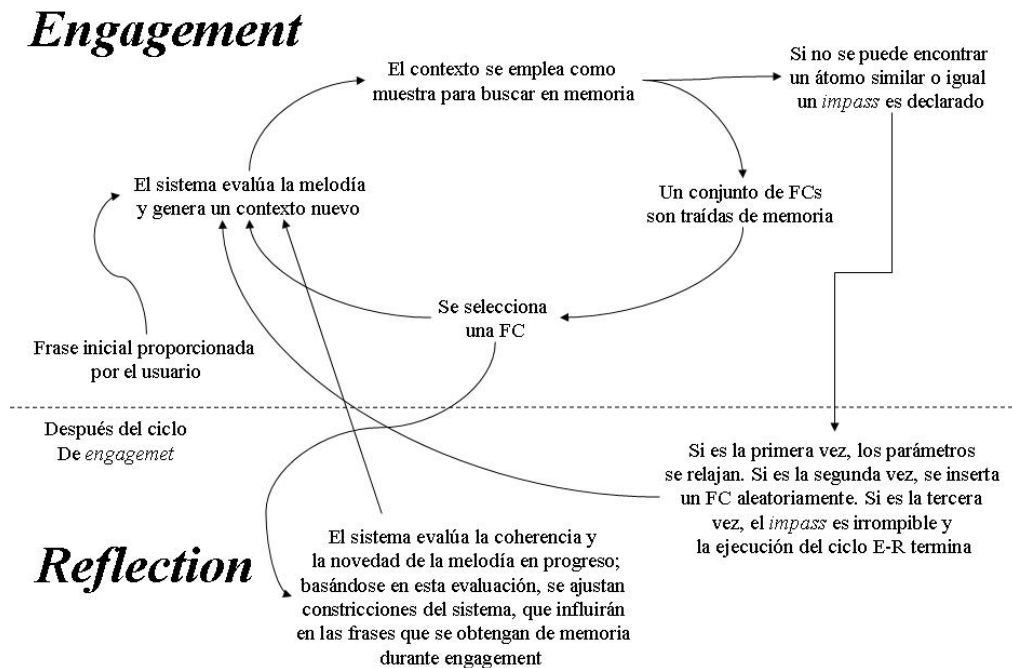 Engagement
El contexto se emplea como
muestra para buscar en memoria
Si no se puede encontrar
un átomo similar o igual
un impass es declarado
El sistema evalúa la melodía
y genera un contexto nuevo
Un conjunto de FCs
son traídas de memoria
Se selecciona
una FC
Frase inicial proporcionada
por el usuario
Después del ciclo
De engagemet
Si es la primera vez, los parámetros
se relajan. Si es la segunda vez, se inserta
un FC aleatoriamente. Si es la tercera
vez, el impass es irrompible y
la ejecución del ciclo E-R termina
Reflection
El sistema evalúa la coherencia y
la novedad de la melodía en progreso;
basándose en esta evaluación, se ajustan
constricciones del sistema, que influirán
en las frases que se obtengan de memoria
durante engagement